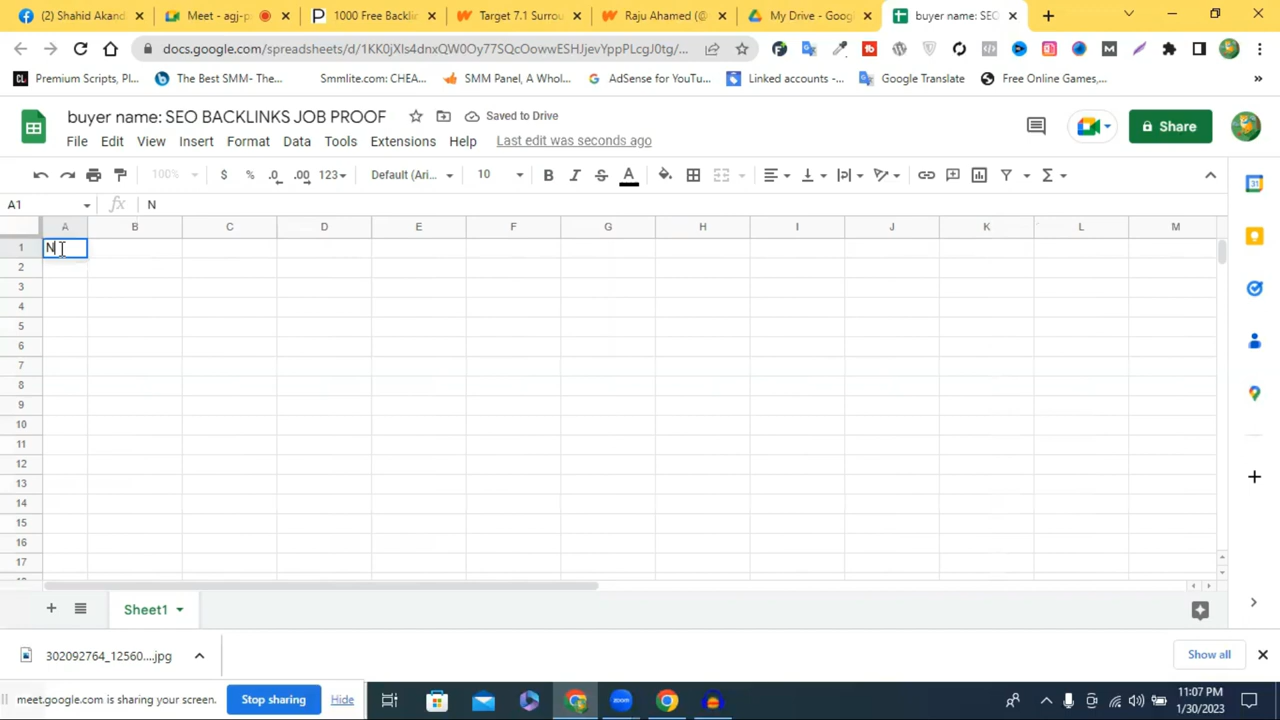 (2) Shahid Akand
Meet - agj-p
1000 Free Backlic
Target 7.1 Surrou
Raju Ahamed (@
My Drive - Googl
buyer name: SEO
docs.google.com/spreadsheets/d/1KK0jXIs4dnxQW0Oy77SQcOowwESHJjevYppPLcgJ0tg/...
Premium Scripts, Pl...
The Best SMM- The...
Smmlite.com: CHEA...
SMM Panel, A Whol...
AdSense for YouTu...
Linked accounts -...
Google Translate
Free Online Games,...
buyer name: SEO BACKLINKS JOB PROOF
Saved to Drive
File Edit View Insert Format Data Tools Extensions Help Last edit was seconds ago
Share
100% $ % .0 .00 123 Default (Ari... 10 B I S A
A1 fx N
A B C D E F G H I J K L M
1 N
2
3
4
5
6
7
8
9
10
11
12
13
14
15
16
17
Sheet1
302092764_12560....jpg
Show all
meet.google.com is sharing your screen. Stop sharing Hide
zoom
11:07 PM
1/30/2023